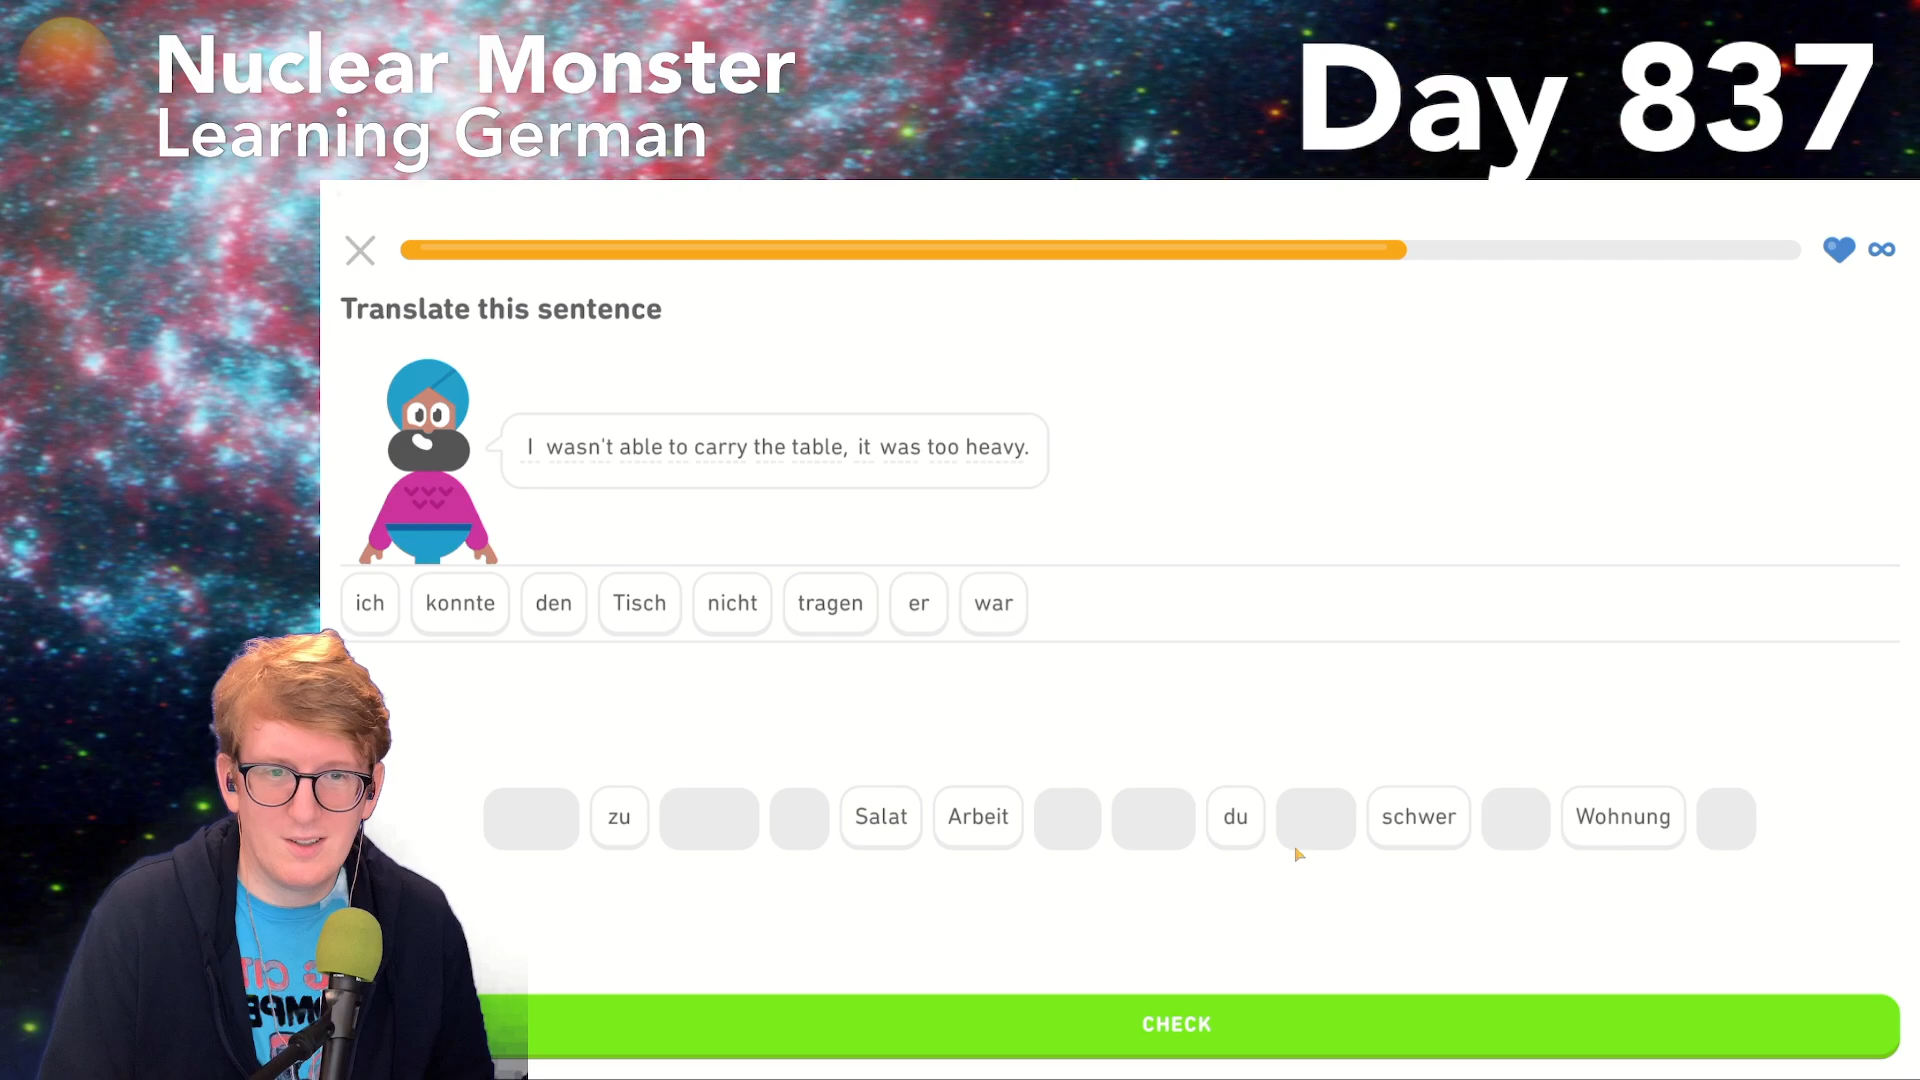 Nuclear Monster
Learning German
Day 837
Translate this sentence
I wasn't able to carry the table, it was too heavy.
ich konnte den Tisch nicht tragen er war
zu Salat Arbeit du schwer Wohnung
CHECK